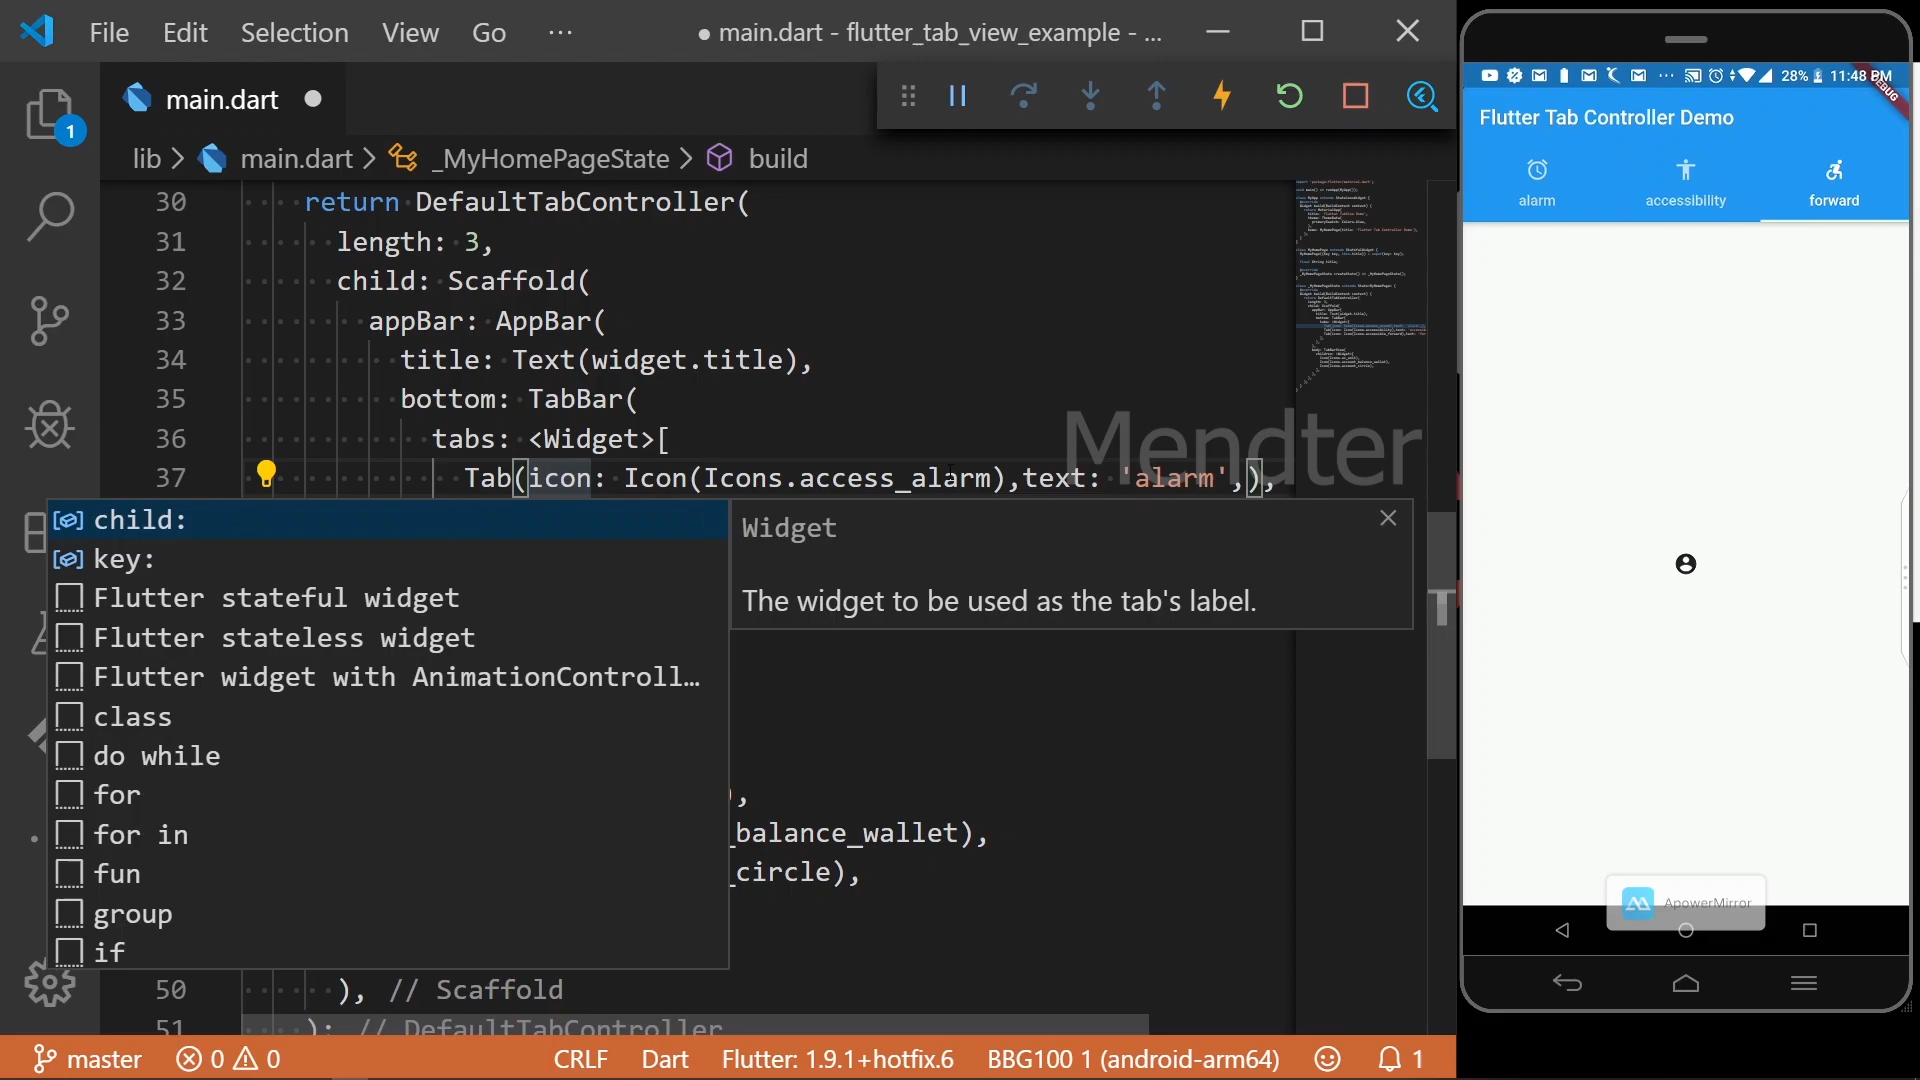 File Edit Selection View Go ··· ● main.dart - flutter_tab_view_example - ...
main.dart ●
1
lib > main.dart > _MyHomePageState > build
30 return DefaultTabController(
31 length: 3,
32 child: Scaffold(
33 appBar: AppBar(
34 title: Text(widget.title),
35 bottom: TabBar(
36 tabs: <Widget>[
37 Tab(icon: Icon(Icons.access_alarm),text: 'alarm',),
Mendter
child:
key:
Flutter stateful widget
Flutter stateless widget
Flutter widget with AnimationControll…
class
do while
for
for in
fun
group
if
Widget
The widget to be used as the tab's label.
),
_balance_wallet),
_circle),
50 ), // Scaffold
51 ); // DefaultTabController
master 0 0 CRLF Dart Flutter: 1.9.1+hotfix.6 BBG100 1 (android-arm64) 1
28% 11:48 PM
Flutter Tab Controller Demo
alarm accessibility forward
ApowerMirror